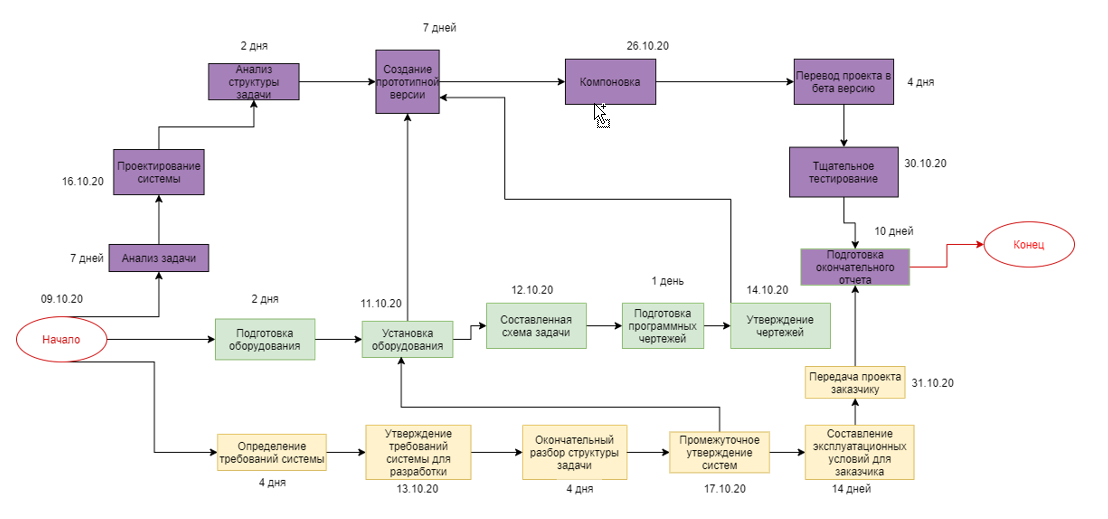 7 дней
2 дня
26.10.20
Анализ
структуры
задачи
Создание
прототипной
версии
Компоновка
Перевод проекта в
бета версию
4 дня
Проектирование
системы
16.10.20
Тщательное
тестирование
30.10.20
10 дней
Анализ задачи
7 дней
Подготовка
окончательного
отчета
Конец
09.10.20
2 дня
11.10.20
12.10.20
1 день
14.10.20
Начало
Подготовка
оборудования
Установка
оборудования
Составленная
схема задачи
Подготовка
программных
чертежей
Утверждение
чертежей
Передача проекта
заказчику
31.10.20
Определение
требований системы
Утверждение
требований
системы для
разработки
Окончательный
разбор структуры
задачи
Промежуточное
утверждение
систем
Составление
эксплуатационных
условий для
заказчика
4 дня
13.10.20
4 дня
17.10.20
14 дней